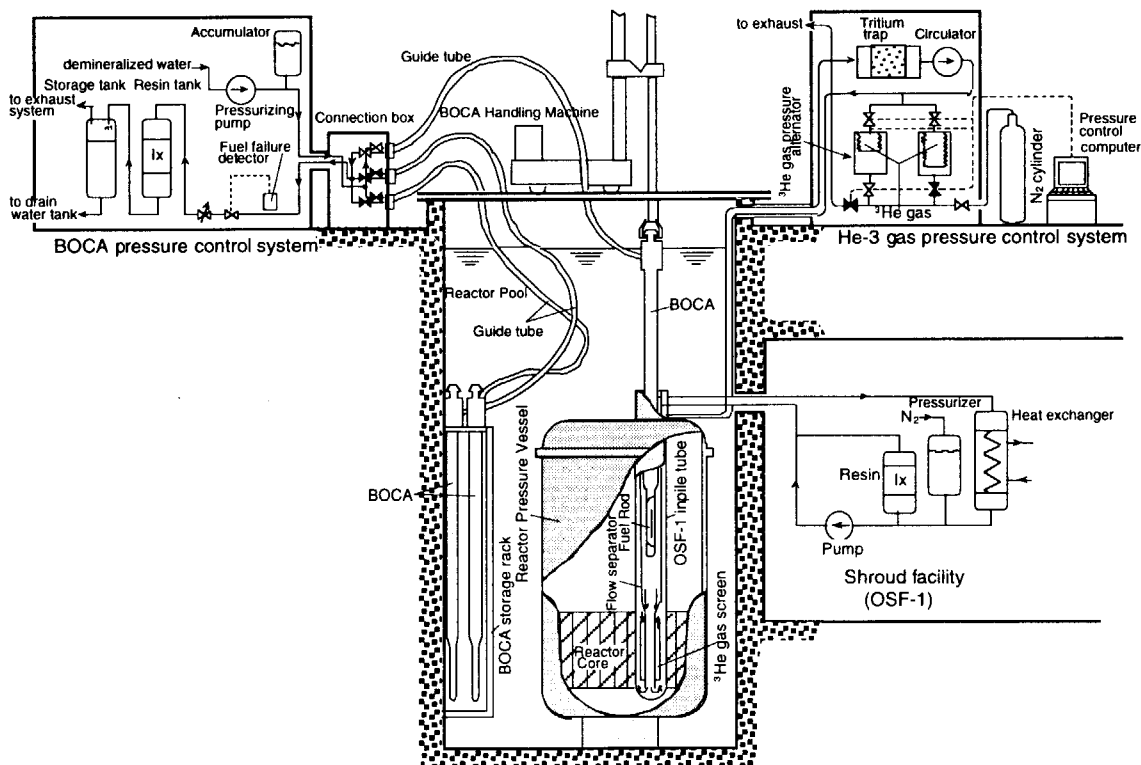 Accumulator
demineralized water
Storage tank Resin tank
to exhaust
system
Pressurizing
pump
Fuel failure
detector
Ix
to drain
water tank
BOCA pressure control system
Connection box
Guide tube
BOCA Handling Machine
to exhaust
Tritium
trap
Circulator
³He gas pressure
alternator
³He gas
N₂ cylinder
Pressure
control
computer
He-3 gas pressure control system
Reactor Pool
Guide tube
BOCA
BOCA
BOCA storage rack
Reactor Pressure Vessel
Flow separator
Fuel Rod
OSF-1 inpile tube
³He gas screen
Reactor
Core
Pressurizer
N₂
Heat exchanger
Resin
Ix
Pump
Shroud facility
(OSF-1)